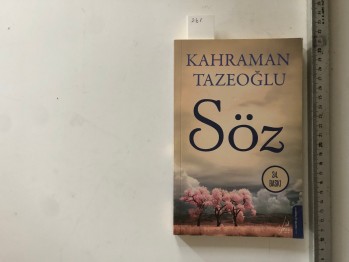 KAHRAMAN
TAZEOĞLU
Söz
34.
BASKI